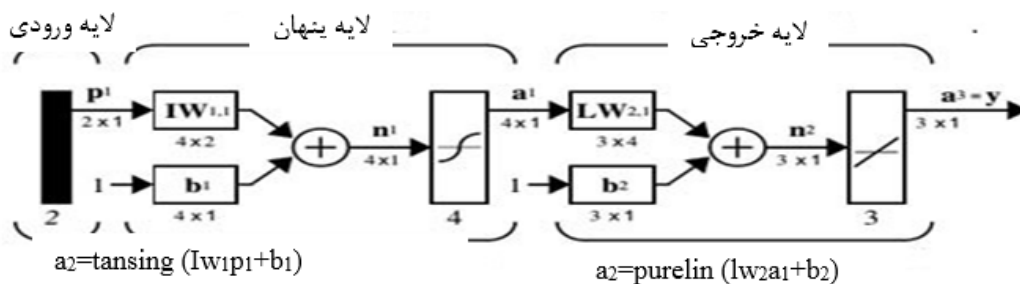 لایه ورودی
لایه پنهان
لایه خروجی
p1
2 x 1
IW1,1
4 x 2
1
b1
4 x 1
2
n1
4 x 1
4
a1
4 x 1
LW2,1
3 x 4
1
b2
3 x 1
n2
3 x 1
3
a3 = y
3 x 1
a2=tansing (Iw1p1+b1)
a2=purelin (lw2a1+b2)